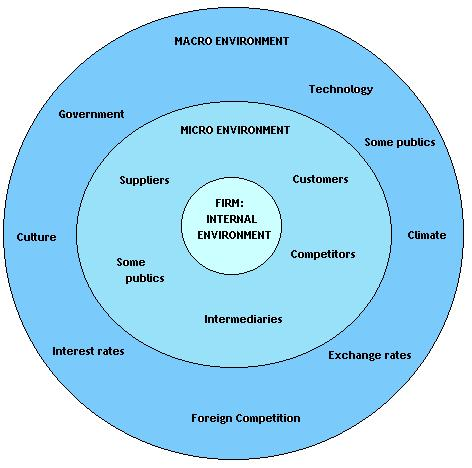 MACRO ENVIRONMENT
Technology
Government
MICRO ENVIRONMENT
Some publics
Suppliers
Customers
FIRM:
INTERNAL
ENVIRONMENT
Culture
Climate
Competitors
Some
publics
Intermediaries
Interest rates
Exchange rates
Foreign Competition